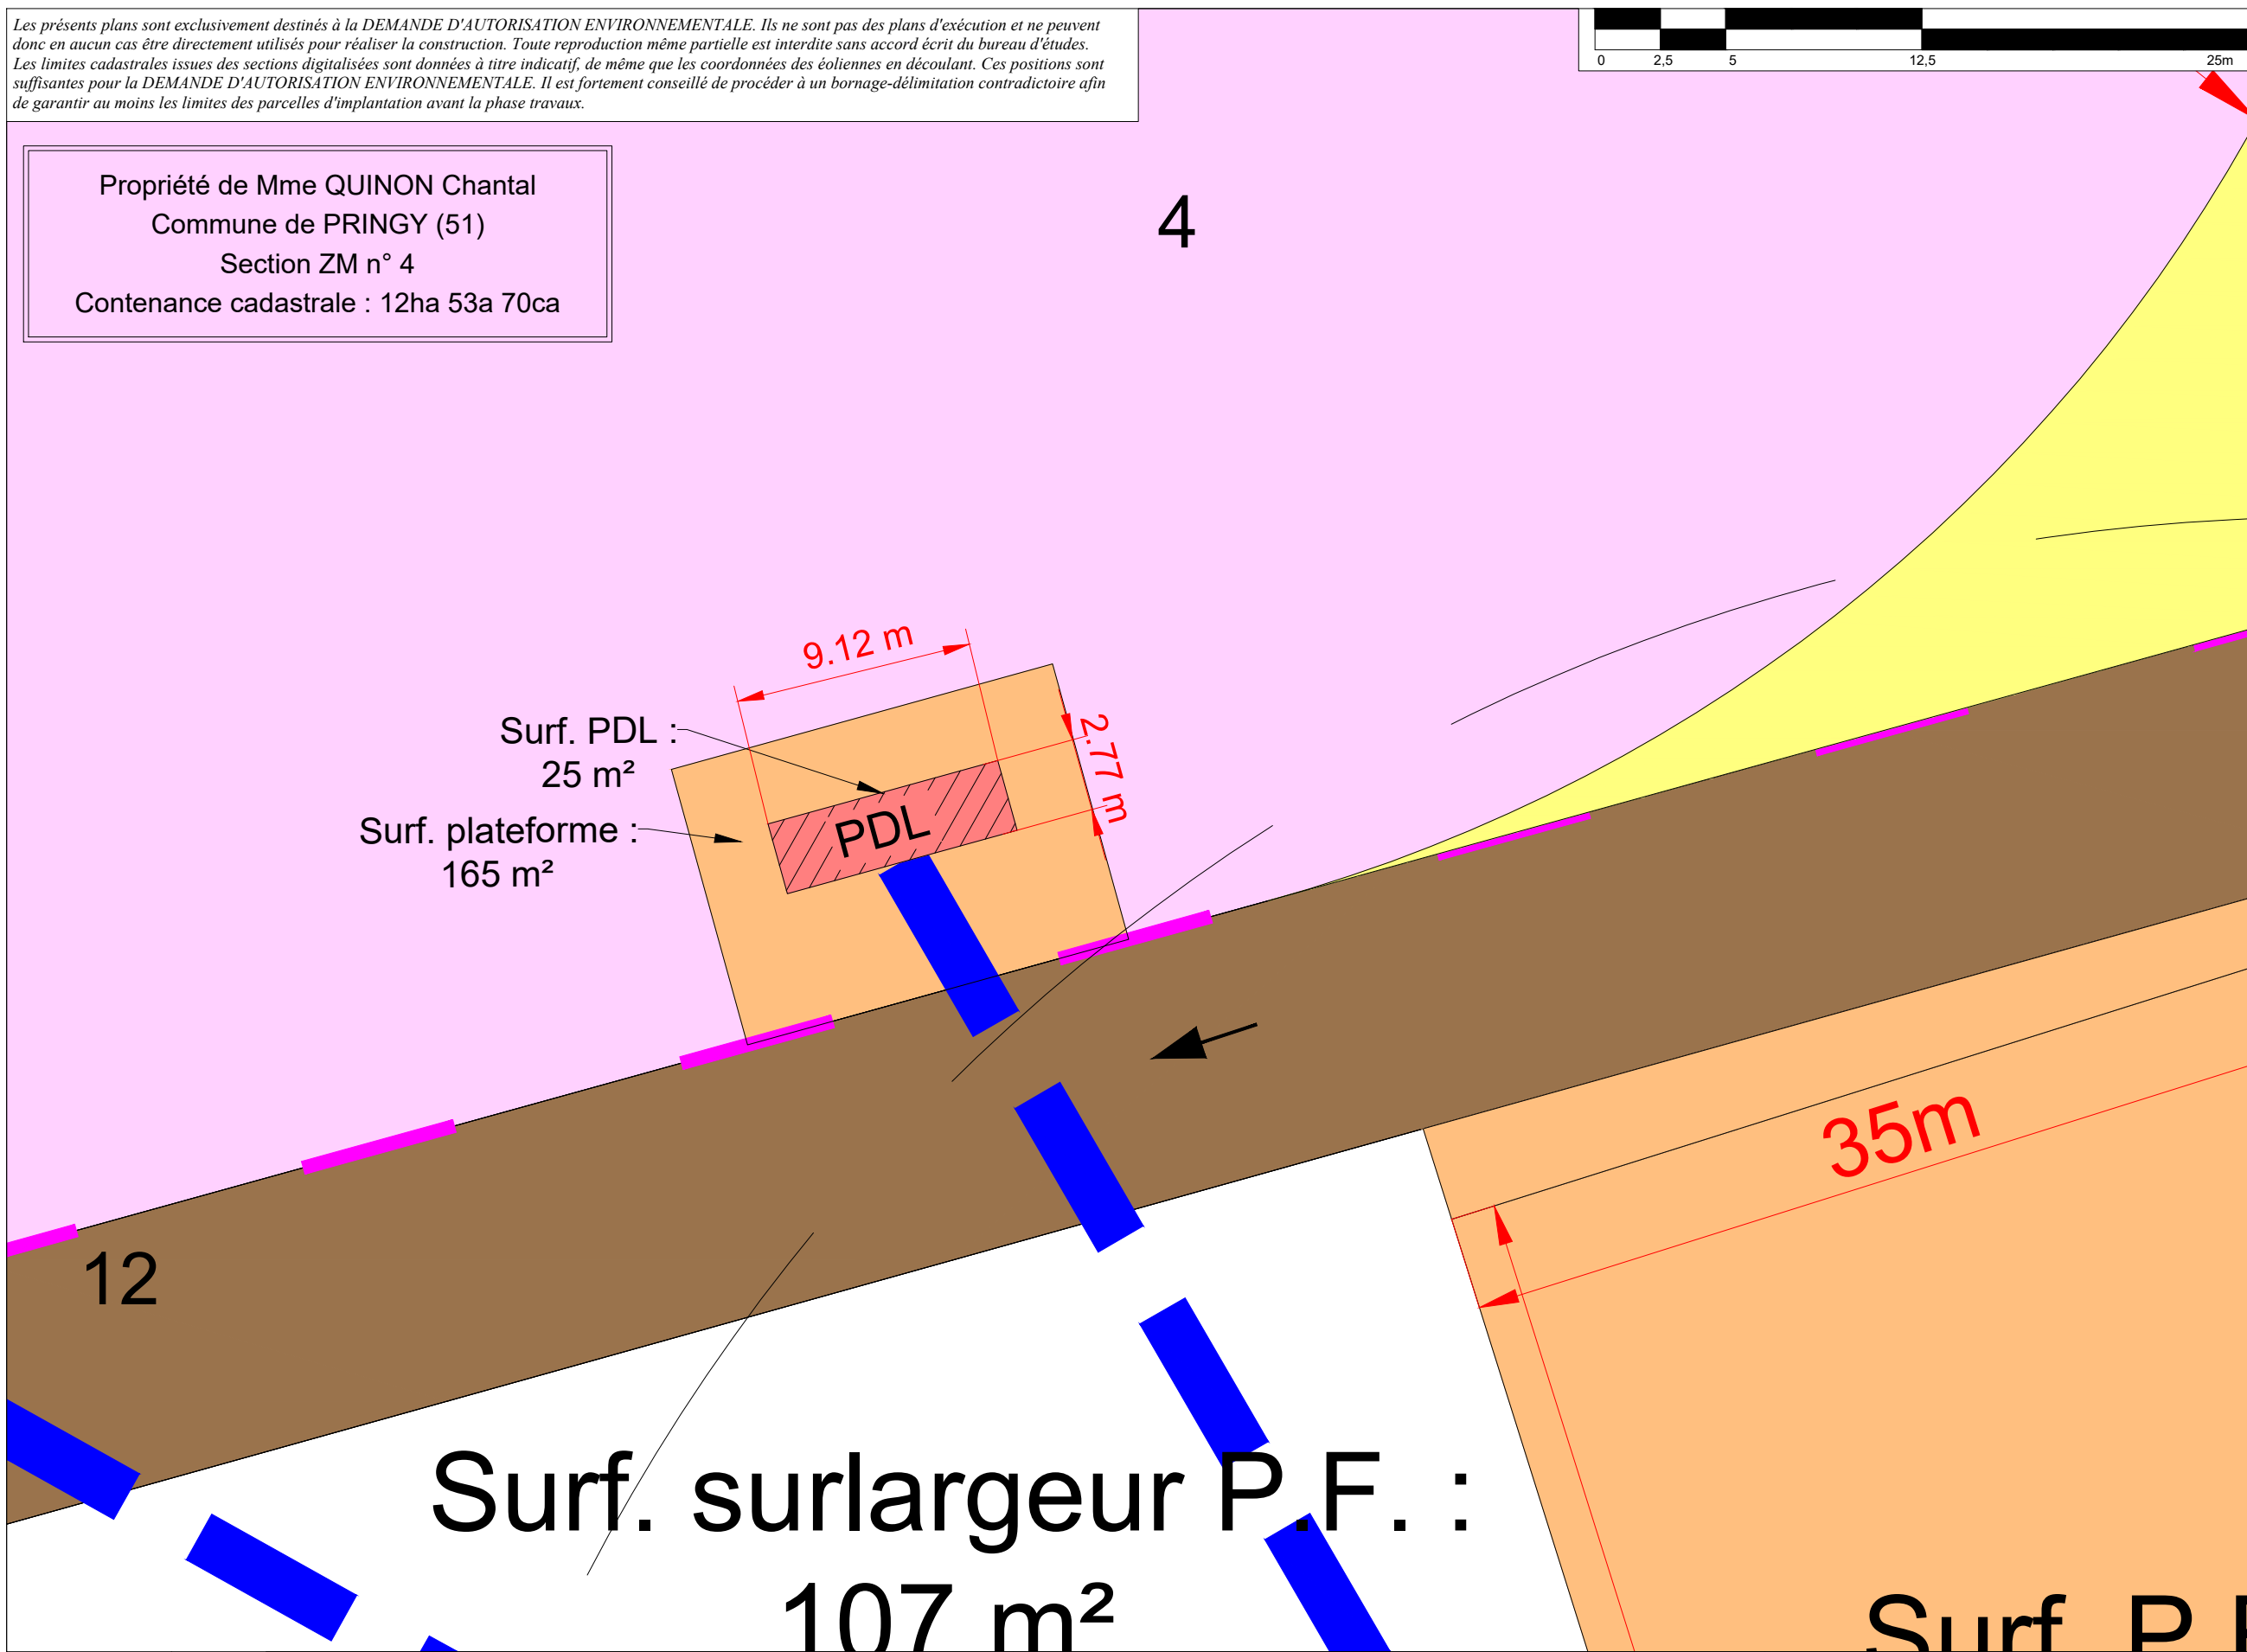 Les présents plans sont exclusivement destinés à la DEMANDE D'AUTORISATION ENVIRONNEMENTALE. Ils ne sont pas des plans d'exécution et ne peuvent
donc en aucun cas être directement utilisés pour réaliser la construction. Toute reproduction même partielle est interdite sans accord écrit du bureau d'études.
Les limites cadastrales issues des sections digitalisées sont données à titre indicatif, de même que les coordonnées des éoliennes en découlant. Ces positions sont
suffisantes pour la DEMANDE D'AUTORISATION ENVIRONNEMENTALE. Il est fortement conseillé de procéder à un bornage-délimitation contradictoire afin
de garantir au moins les limites des parcelles d'implantation avant la phase travaux.
0 2,5 5 12,5 25m
Propriété de Mme QUINON Chantal
Commune de PRINGY (51)
Section ZM n° 4
Contenance cadastrale : 12ha 53a 70ca
4
9.12 m
2.77 m
Surf. PDL :
25 m²
PDL
Surf. plateforme :
165 m²
35m
12
Surf. surlargeur P.F. :
107 m²
Surf. P.